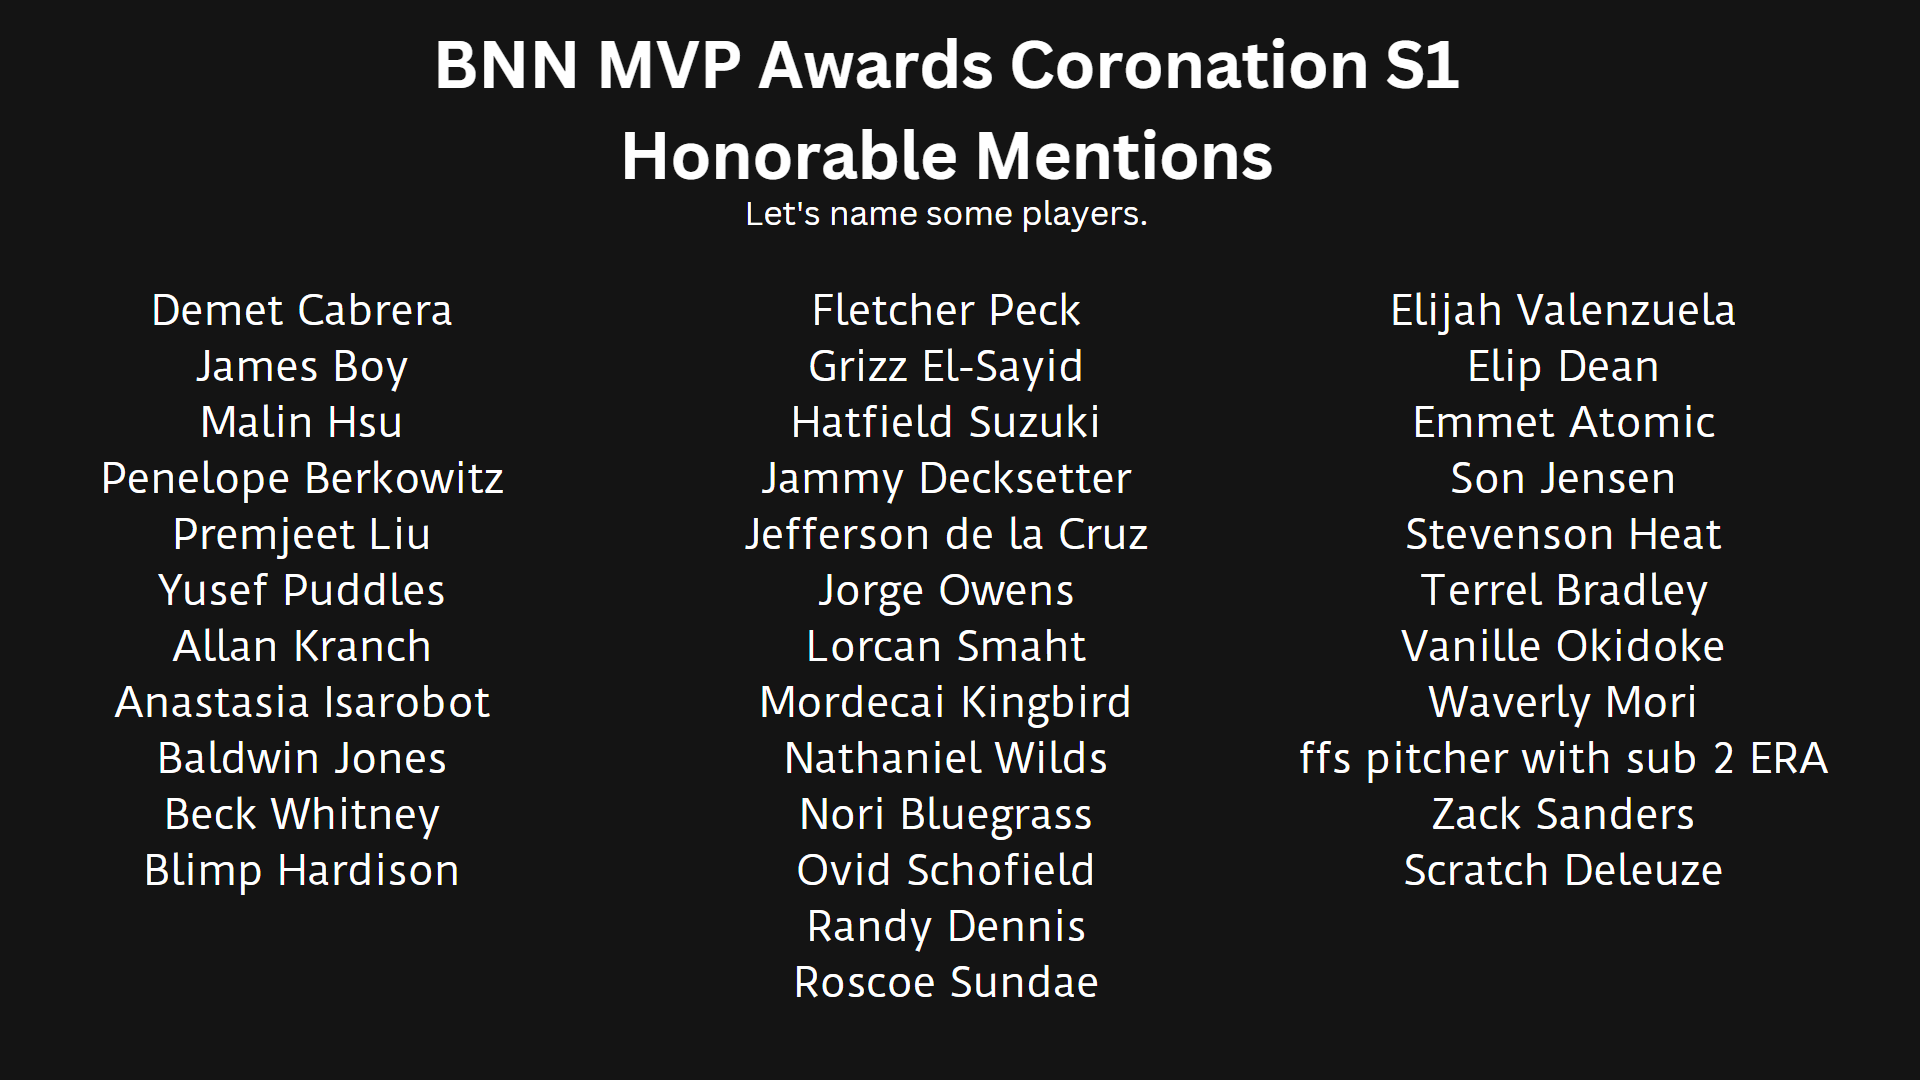 BNN MVP Awards Coronation S1
Honorable Mentions
Let's name some players.
Demet Cabrera
James Boy
Malin Hsu
Penelope Berkowitz
Premjeet Liu
Yusef Puddles
Allan Kranch
Anastasia Isarobot
Baldwin Jones
Beck Whitney
Blimp Hardison
Fletcher Peck
Grizz El-Sayid
Hatfield Suzuki
Jammy Decksetter
Jefferson de la Cruz
Jorge Owens
Lorcan Smaht
Mordecai Kingbird
Nathaniel Wilds
Nori Bluegrass
Ovid Schofield
Randy Dennis
Roscoe Sundae
Elijah Valenzuela
Elip Dean
Emmet Atomic
Son Jensen
Stevenson Heat
Terrel Bradley
Vanille Okidoke
Waverly Mori
ffs pitcher with sub 2 ERA
Zack Sanders
Scratch Deleuze